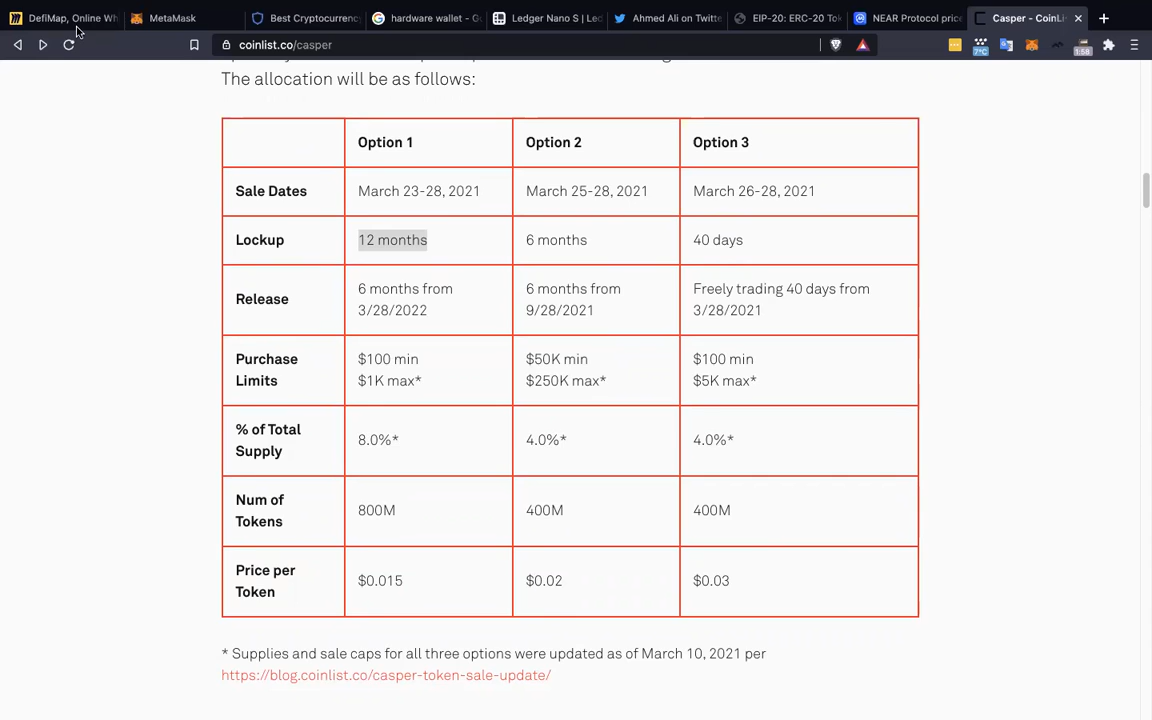 DefiMap, Online Wh
MetaMask
Best Cryptocurrenc
hardware wallet - Go
Ledger Nano S | Led
Ahmed Ali on Twitte
EIP-20: ERC-20 Tok
NEAR Protocol price
Casper - CoinLi
coinlist.co/casper
7°C
1:58
The allocation will be as follows:
Option 1 Option 2 Option 3
Sale Dates March 23-28, 2021 March 25-28, 2021 March 26-28, 2021
Lockup 12 months 6 months 40 days
Release
6 months from
3/28/2022
6 months from
9/28/2021
Freely trading 40 days from
3/28/2021
Purchase
Limits
$100 min
$1K max*
$50K min
$250K max*
$100 min
$5K max*
% of Total
Supply
8.0%* 4.0%* 4.0%*
Num of
Tokens
800M 400M 400M
Price per
Token
$0.015 $0.02 $0.03
* Supplies and sale caps for all three options were updated as of March 10, 2021 per
https://blog.coinlist.co/casper-token-sale-update/